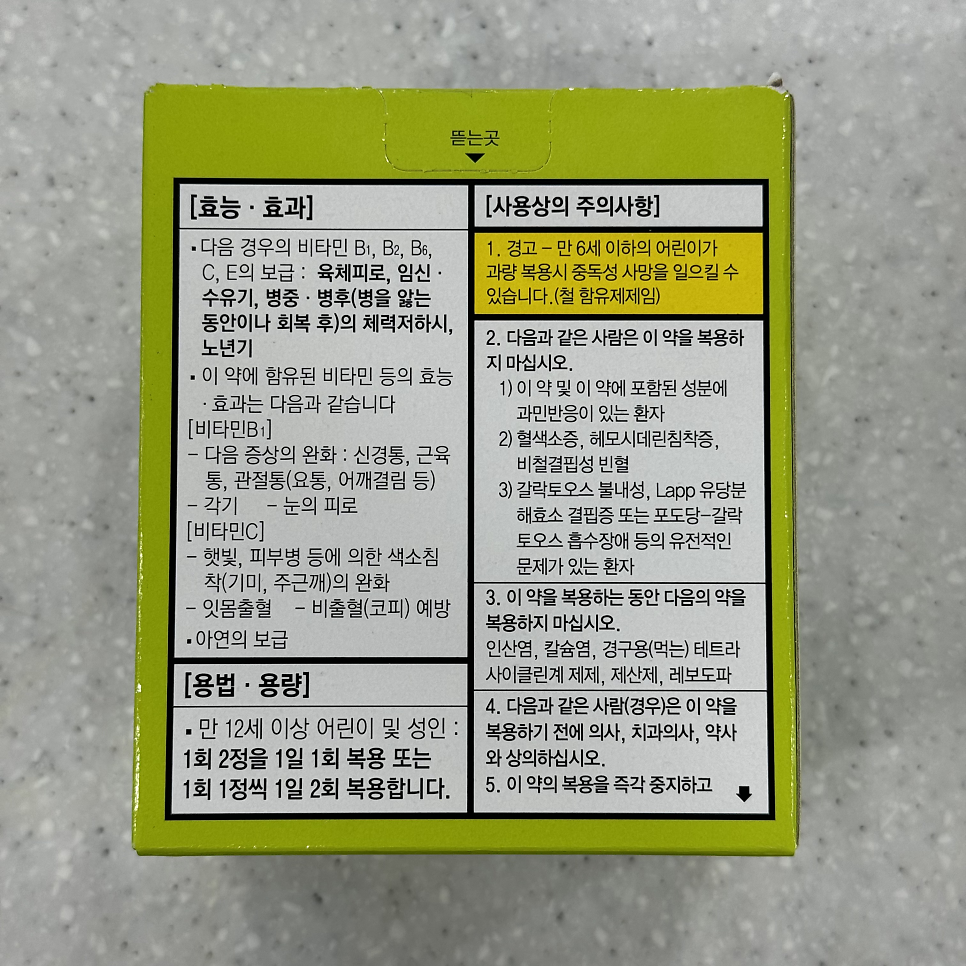 뜯는곳
[효능 · 효과]
▪다음 경우의 비타민 B1, B2, B6,
C, E의 보급 : 육체피로, 임신 ·
수유기, 병중 · 병후(병을 앓는
동안이나 회복 후)의 체력저하시,
노년기
▪ 이 약에 함유된 비타민 등의 효능
· 효과는 다음과 같습니다
[비타민B1]
– 다음 증상의 완화 : 신경통, 근육
통, 관절통(요통, 어깨결림 등)
– 각기 – 눈의 피로
[비타민C]
– 햇빛, 피부병 등에 의한 색소침
착(기미, 주근깨)의 완화
– 잇몸출혈 – 비출혈(코피) 예방
▪아연의 보급
[용법 · 용량]
▪ 만 12세 이상 어린이 및 성인 :
1회 2정을 1일 1회 복용 또는
1회 1정씩 1일 2회 복용합니다.
[사용상의 주의사항]
1. 경고 – 만 6세 이하의 어린이가
과량 복용시 중독성 사망을 일으킬 수
있습니다.(철 함유제제임)
2. 다음과 같은 사람은 이 약을 복용하
지 마십시오.
1) 이 약 및 이 약에 포함된 성분에
과민반응이 있는 환자
2) 혈색소증, 헤모시데린침착증,
비철결핍성 빈혈
3) 갈락토오스 불내성, Lapp 유당분
해효소 결핍증 또는 포도당–갈락
토오스 흡수장애 등의 유전적인
문제가 있는 환자
3. 이 약을 복용하는 동안 다음의 약을
복용하지 마십시오.
인산염, 칼슘염, 경구용(먹는) 테트라
사이클린계 제제, 제산제, 레보도파
4. 다음과 같은 사람(경우)은 이 약을
복용하기 전에 의사, 치과의사, 약사
와 상의하십시오.
5. 이 약의 복용을 즉각 중지하고